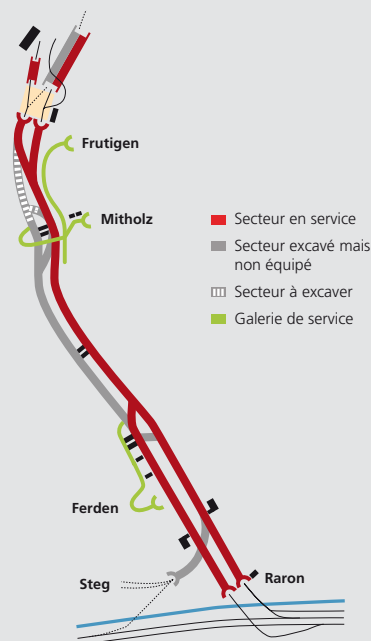 Frutigen
Mitholz
Secteur en service
Secteur excavé mais
non équipé
Secteur à excaver
Galerie de service
Ferden
Steg
Raron